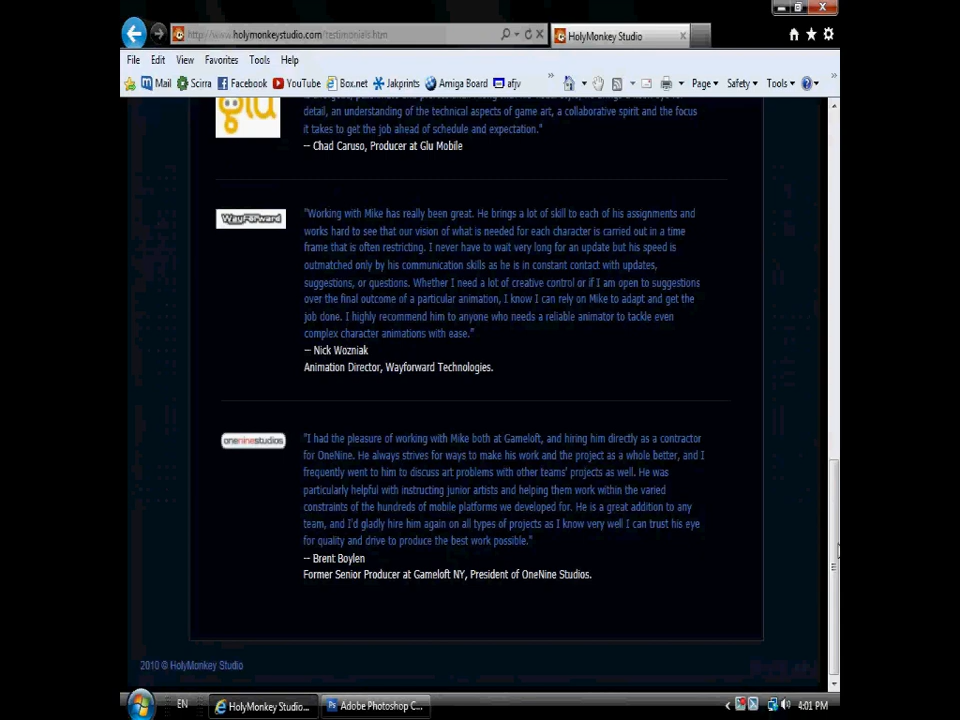 http://www.holymonkeystudio.com/testimonials.htm
HolyMonkey Studio
File Edit View Favorites Tools Help
Mail Scirra Facebook YouTube Box.net Jakprints Amiga Board afjv Page Safety Tools
glu
detail, an understanding of the technical aspects of game art, a collaborative spirit and the focus
it takes to get the job ahead of schedule and expectation."
-- Chad Caruso, Producer at Glu Mobile
WayForward
"Working with Mike has really been great. He brings a lot of skill to each of his assignments and
works hard to see that our vision of what is needed for each character is carried out in a time
frame that is often restricting. I never have to wait very long for an update but his speed is
outmatched only by his communication skills as he is in constant contact with updates,
suggestions, or questions. Whether I need a lot of creative control or if I am open to suggestions
over the final outcome of a particular animation, I know I can rely on Mike to adapt and get the
job done. I highly recommend him to anyone who needs a reliable animator to tackle even
complex character animations with ease."
-- Nick Wozniak
Animation Director, Wayforward Technologies.
onenine studios
"I had the pleasure of working with Mike both at Gameloft, and hiring him directly as a contractor
for OneNine. He always strives for ways to make his work and the project as a whole better, and I
frequently went to him to discuss art problems with other teams' projects as well. He was
particularly helpful with instructing junior artists and helping them work within the varied
constraints of the hundreds of mobile platforms we developed for. He is a great addition to any
team, and I'd gladly hire him again on all types of projects as I know very well I can trust his eye
for quality and drive to produce the best work possible."
-- Brent Boylen
Former Senior Producer at Gameloft NY, President of OneNine Studios.
2010 © HolyMonkey Studio
EN HolyMonkey Studio... Adobe Photoshop C... 4:01 PM